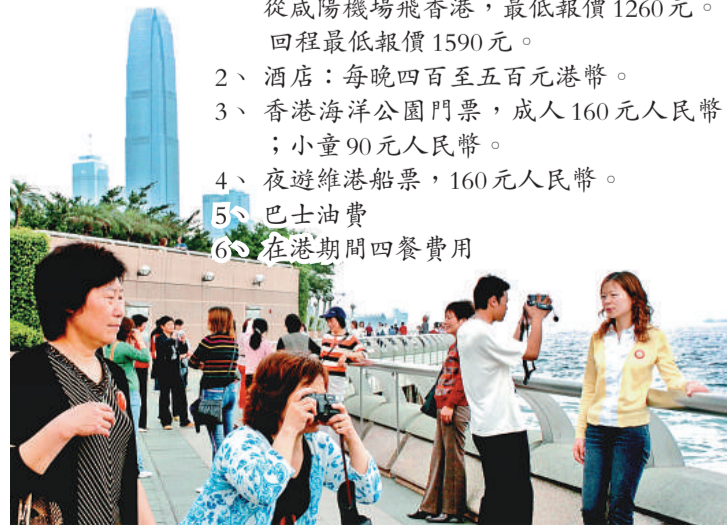 從咸陽機場飛香港，最低報價1260元。
回程最低報價1590元。
2、酒店：每晚四百至五百元港幣。
3、香港海洋公園門票，成人160元人民幣
；小童90元人民幣。
4、夜遊維港船票，160元人民幣。
5、巴士油費
6、在港期間四餐費用